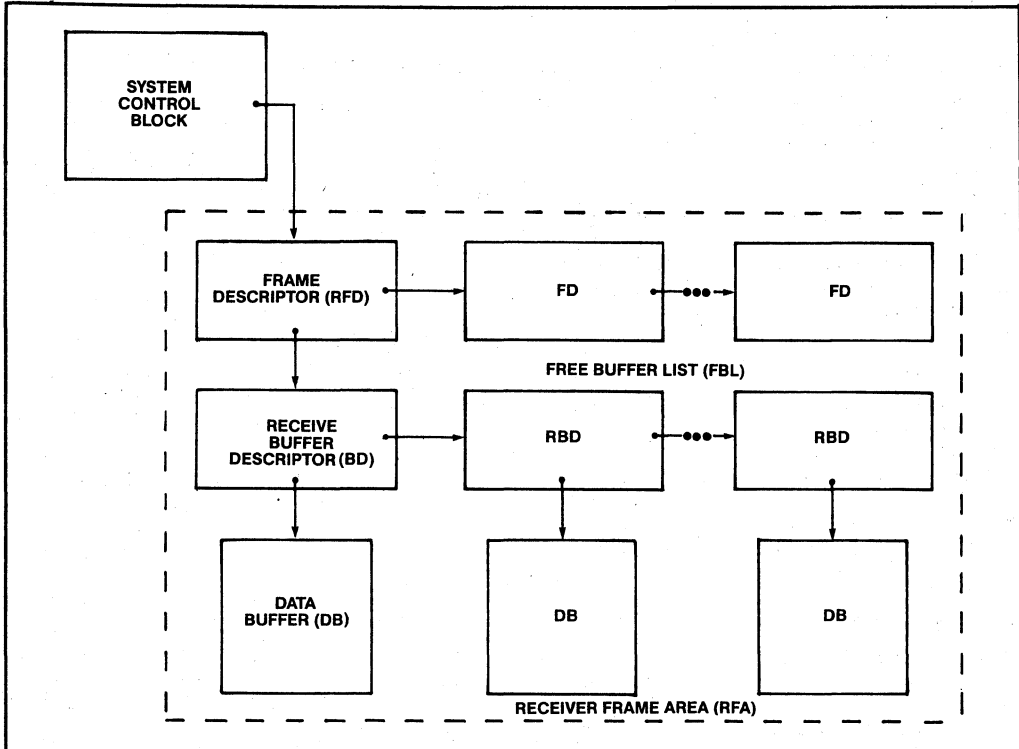 SYSTEM
CONTROL
BLOCK
FRAME
DESCRIPTOR (RFD)
FD
FD
FREE BUFFER LIST (FBL)
RECEIVE
BUFFER
DESCRIPTOR (BD)
RBD
RBD
DATA
BUFFER (DB)
DB
DB
RECEIVER FRAME AREA (RFA)